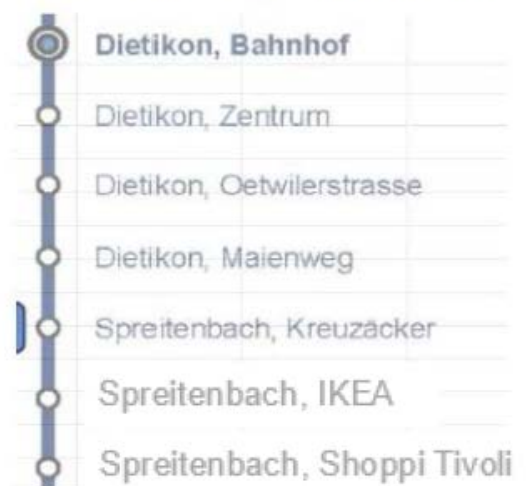 Dietikon, Bahnhof
Dietikon, Zentrum
Dietikon, Oetwilerstrasse
Dietikon, Maienweg
Spreitenbach, Kreuzäcker
Spreitenbach, IKEA
Spreitenbach, Shoppi Tivoli